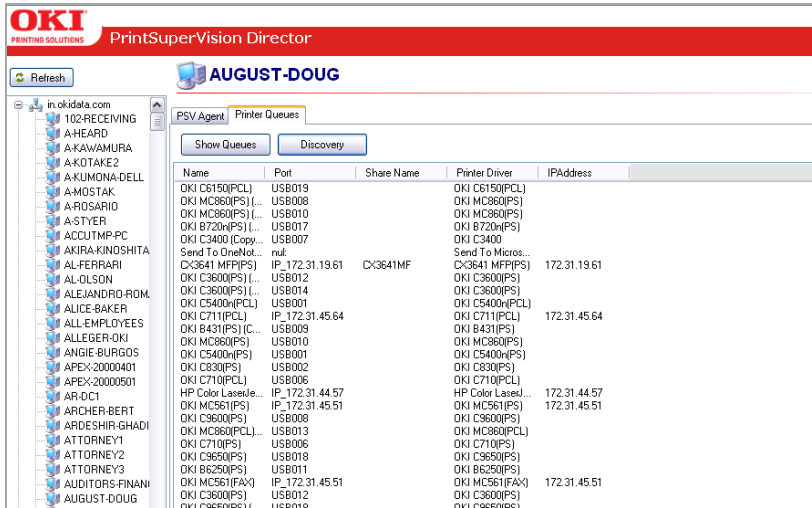 OKI
PRINTING SOLUTIONS PrintSuperVision Director
Refresh
AUGUST-DOUG
in.okidata.com
102-RECEIVING
A-HEARD
A-KAWAMURA
A-KOTAKE2
A-KUMONA-DELL
A-MOSTAK
A-ROSARIO
A-STYER
ACCUTMP-PC
AKIRA-KINOSHITA
AL-FERRARI
AL-OLSON
ALEJANDRO-ROM
ALICE-BAKER
ALL-EMPLOYEES
ALLEGER-OKI
ANGIE-BURGOS
APEX-20000401
APEX-20000501
AR-DC1
ARCHER-BERT
ARDESHIR-GHADI
ATTORNEY1
ATTORNEY2
ATTORNEY3
AUDITORS-FINAN
AUGUST-DOUG
PSV Agent Printer Queues
Show Queues Discovery
Name Port Share Name Printer Driver IPAddress
OKI C6150(PCL) USB019 OKI C6150(PCL)
OKI MC860(PS) (... USB008 OKI MC860(PS)
OKI MC860(PS) (... USB010 OKI MC860(PS)
OKI B720n(PS) (... USB017 OKI B720n(PS)
OKI C3400 (Copy... USB007 OKI C3400
Send To OneNot... nul: Send To Micros...
CX3641 MFP(PS) IP_172.31.19.61 CX3641MF CX3641 MFP(PS) 172.31.19.61
OKI C3600(PS) (... USB012 OKI C3600(PS)
OKI C3600(PS) (... USB014 OKI C3600(PS)
OKI C5400n(PCL) USB001 OKI C5400n(PCL)
OKI C711(PCL) IP_172.31.45.64 OKI C711(PCL) 172.31.45.64
OKI B431(PS) (C... USB009 OKI B431(PS)
OKI MC860(PS) USB010 OKI MC860(PS)
OKI C5400n(PS) USB001 OKI C5400n(PS)
OKI C830(PS) USB002 OKI C830(PS)
OKI C710(PCL) USB006 OKI C710(PCL)
HP Color LaserJe... IP_172.31.44.57 HP Color LaserJ... 172.31.44.57
OKI MC561(PS) IP_172.31.45.51 OKI MC561(PS) 172.31.45.51
OKI C9600(PS) USB008 OKI C9600(PS)
OKI MC860(PCL)... USB013 OKI MC860(PCL)
OKI C710(PS) USB006 OKI C710(PS)
OKI C9650(PS) USB018 OKI C9650(PS)
OKI B6250(PS) USB011 OKI B6250(PS)
OKI MC561(FAX) IP_172.31.45.51 OKI MC561(FAX) 172.31.45.51
OKI C3600(PS) USB012 OKI C3600(PS)
OKI C9650(PS) (... USB018 OKI C9650(PS)